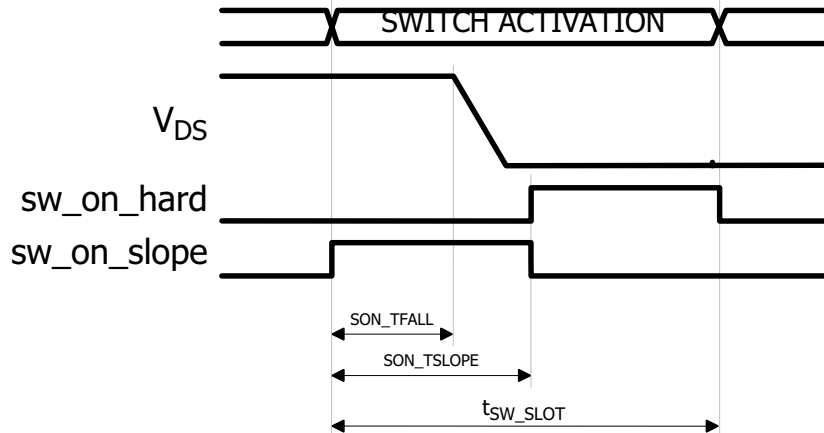 SWITCH ACTIVATION
VDS
sw_on_hard
sw_on_slope
SON_TFALL
SON_TSLOPE
tSW_SLOT